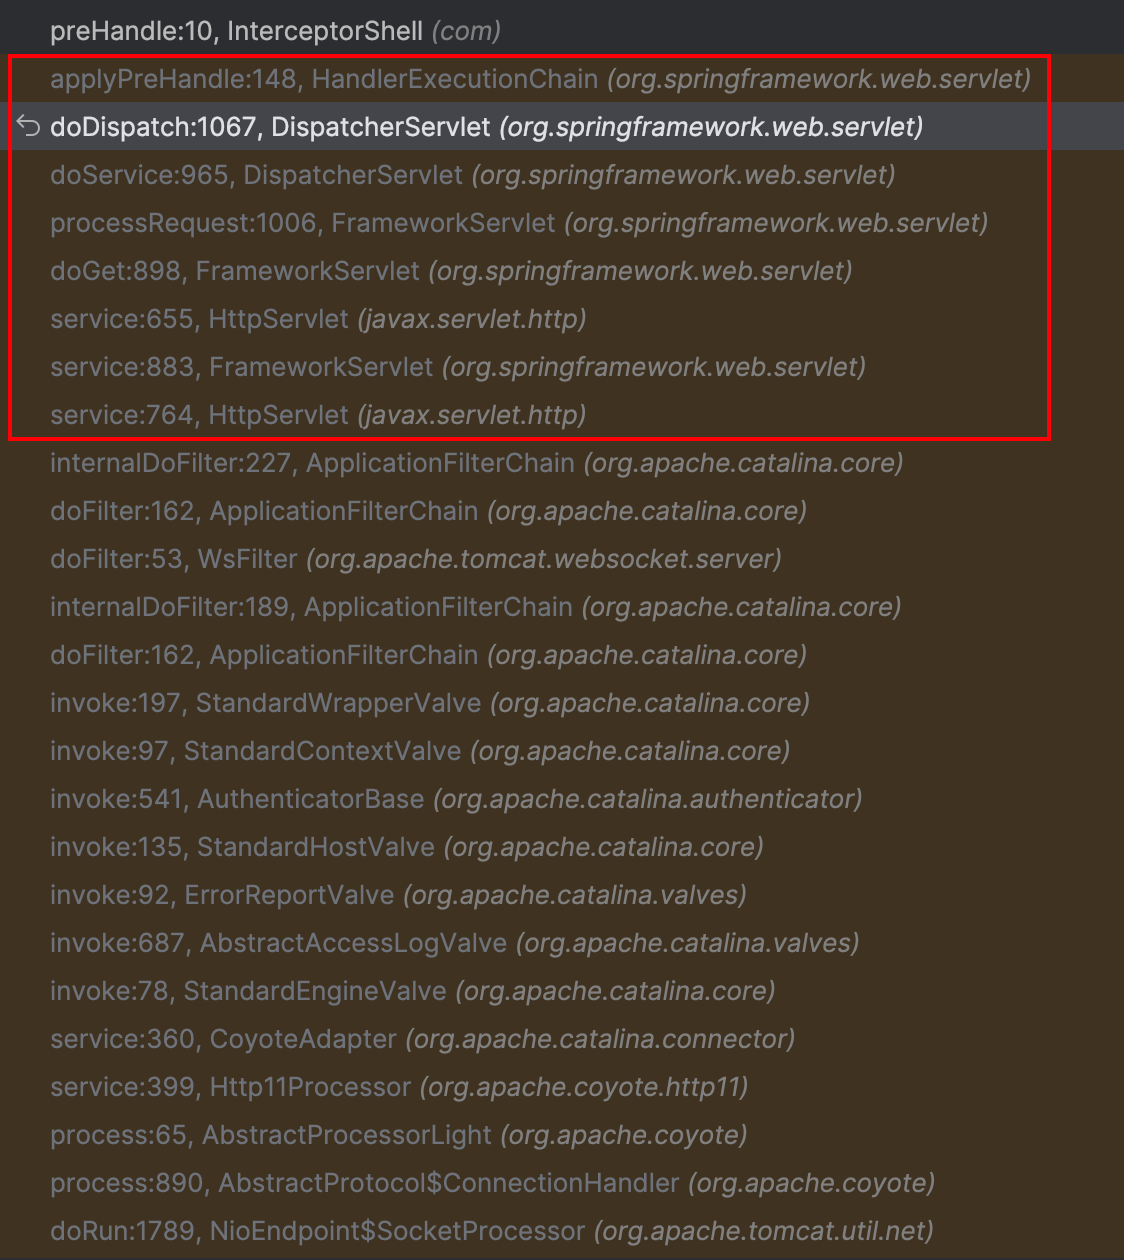 preHandle:10, InterceptorShell (com)
applyPreHandle:148, HandlerExecutionChain (org.springframework.web.servlet)
doDispatch:1067, DispatcherServlet (org.springframework.web.servlet)
doService:965, DispatcherServlet (org.springframework.web.servlet)
processRequest:1006, FrameworkServlet (org.springframework.web.servlet)
doGet:898, FrameworkServlet (org.springframework.web.servlet)
service:655, HttpServlet (javax.servlet.http)
service:883, FrameworkServlet (org.springframework.web.servlet)
service:764, HttpServlet (javax.servlet.http)
internalDoFilter:227, ApplicationFilterChain (org.apache.catalina.core)
doFilter:162, ApplicationFilterChain (org.apache.catalina.core)
doFilter:53, WsFilter (org.apache.tomcat.websocket.server)
internalDoFilter:189, ApplicationFilterChain (org.apache.catalina.core)
doFilter:162, ApplicationFilterChain (org.apache.catalina.core)
invoke:197, StandardWrapperValve (org.apache.catalina.core)
invoke:97, StandardContextValve (org.apache.catalina.core)
invoke:541, AuthenticatorBase (org.apache.catalina.authenticator)
invoke:135, StandardHostValve (org.apache.catalina.core)
invoke:92, ErrorReportValve (org.apache.catalina.valves)
invoke:687, AbstractAccessLogValve (org.apache.catalina.valves)
invoke:78, StandardEngineValve (org.apache.catalina.core)
service:360, CoyoteAdapter (org.apache.catalina.connector)
service:399, Http11Processor (org.apache.coyote.http11)
process:65, AbstractProcessorLight (org.apache.coyote)
process:890, AbstractProtocol$ConnectionHandler (org.apache.coyote)
doRun:1789, NioEndpoint$SocketProcessor (org.apache.tomcat.util.net)